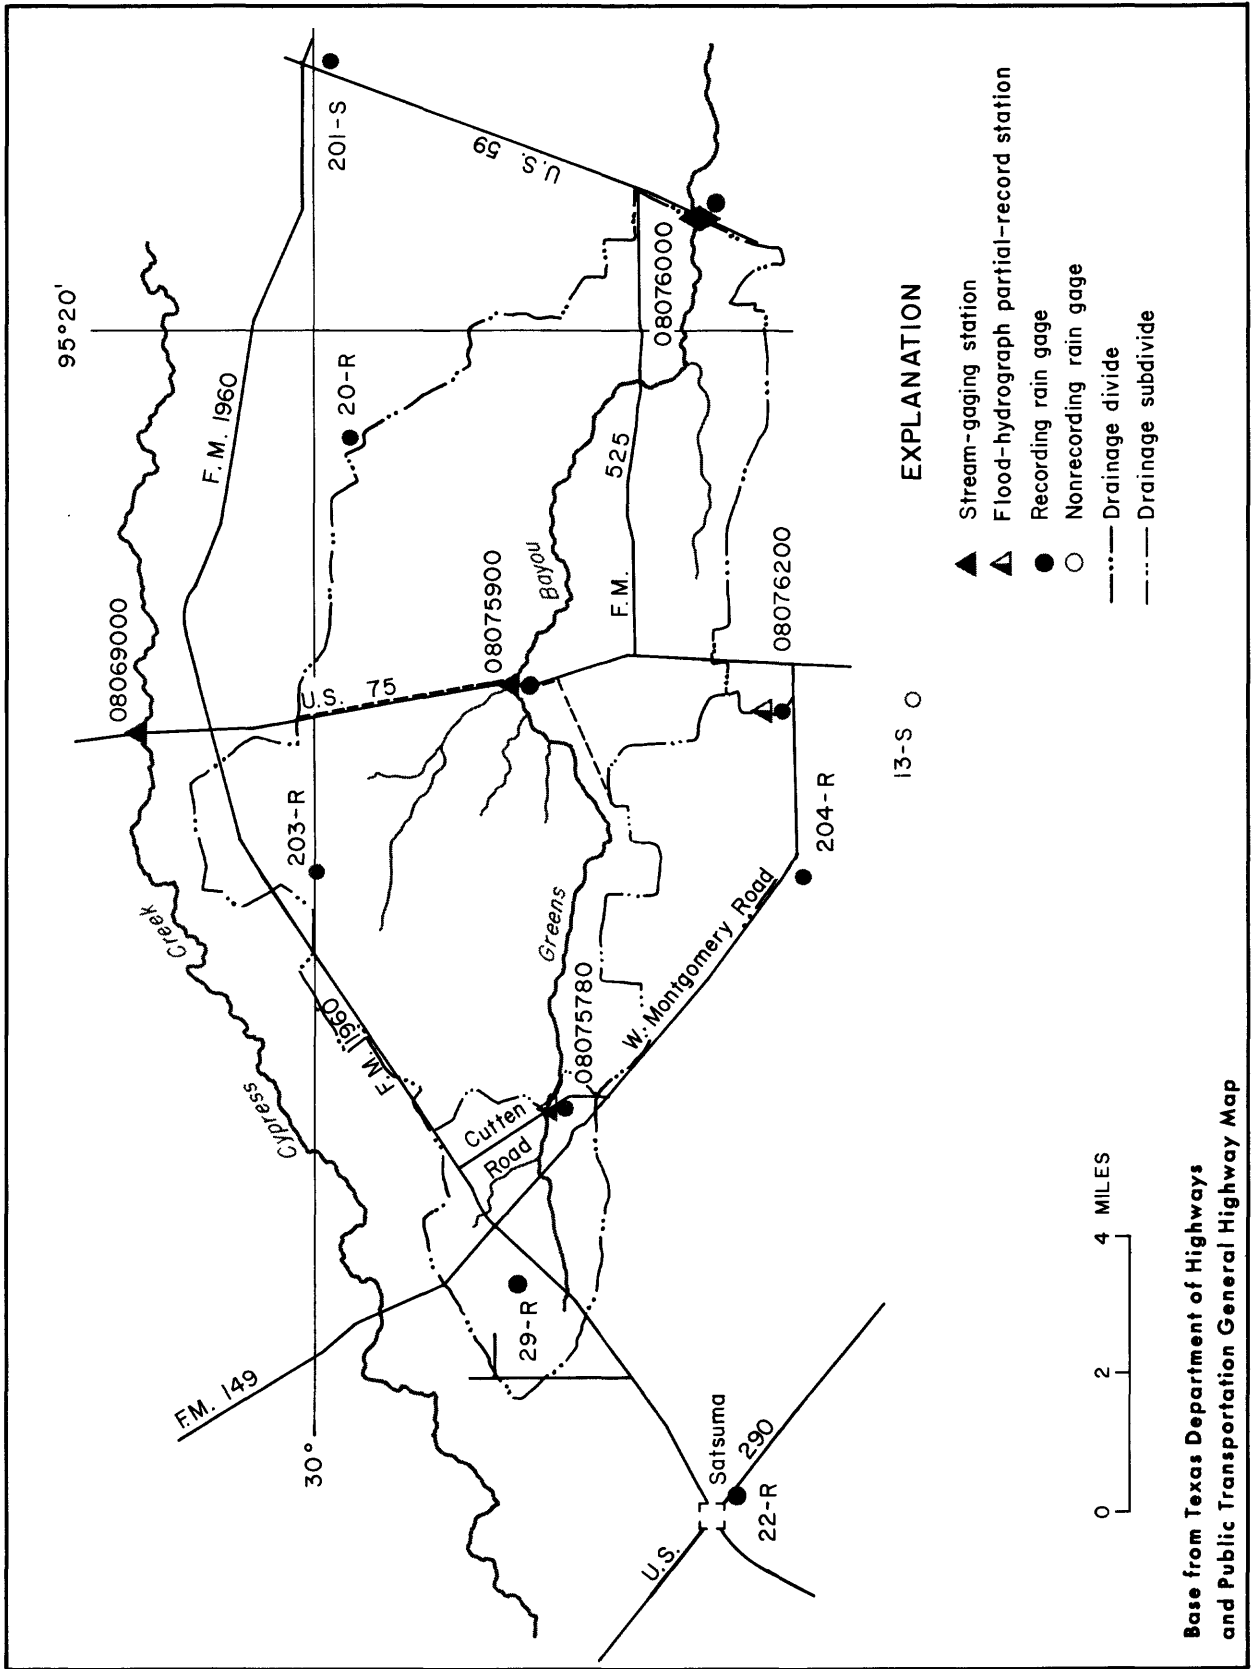 95°20'
30°
08069000
F. M. 1960
201-S
U. S. 59
20-R
203-R
U.S. 75
08075900
Bayou
525
F. M.
08076000
08076200
13-S
204-R
Creek
Cypress
F.M. 1960
Greens
08075780
W. Montgomery Road
Cutten
Road
F.M. 149
29-R
Satsuma
290
U.S.
22-R
EXPLANATION
Stream-gaging station
Flood-hydrograph partial-record station
Recording rain gage
Nonrecording rain gage
Drainage divide
Drainage subdivide
0 2 4 MILES
Base from Texas Department of Highways
and Public Transportation General Highway Map